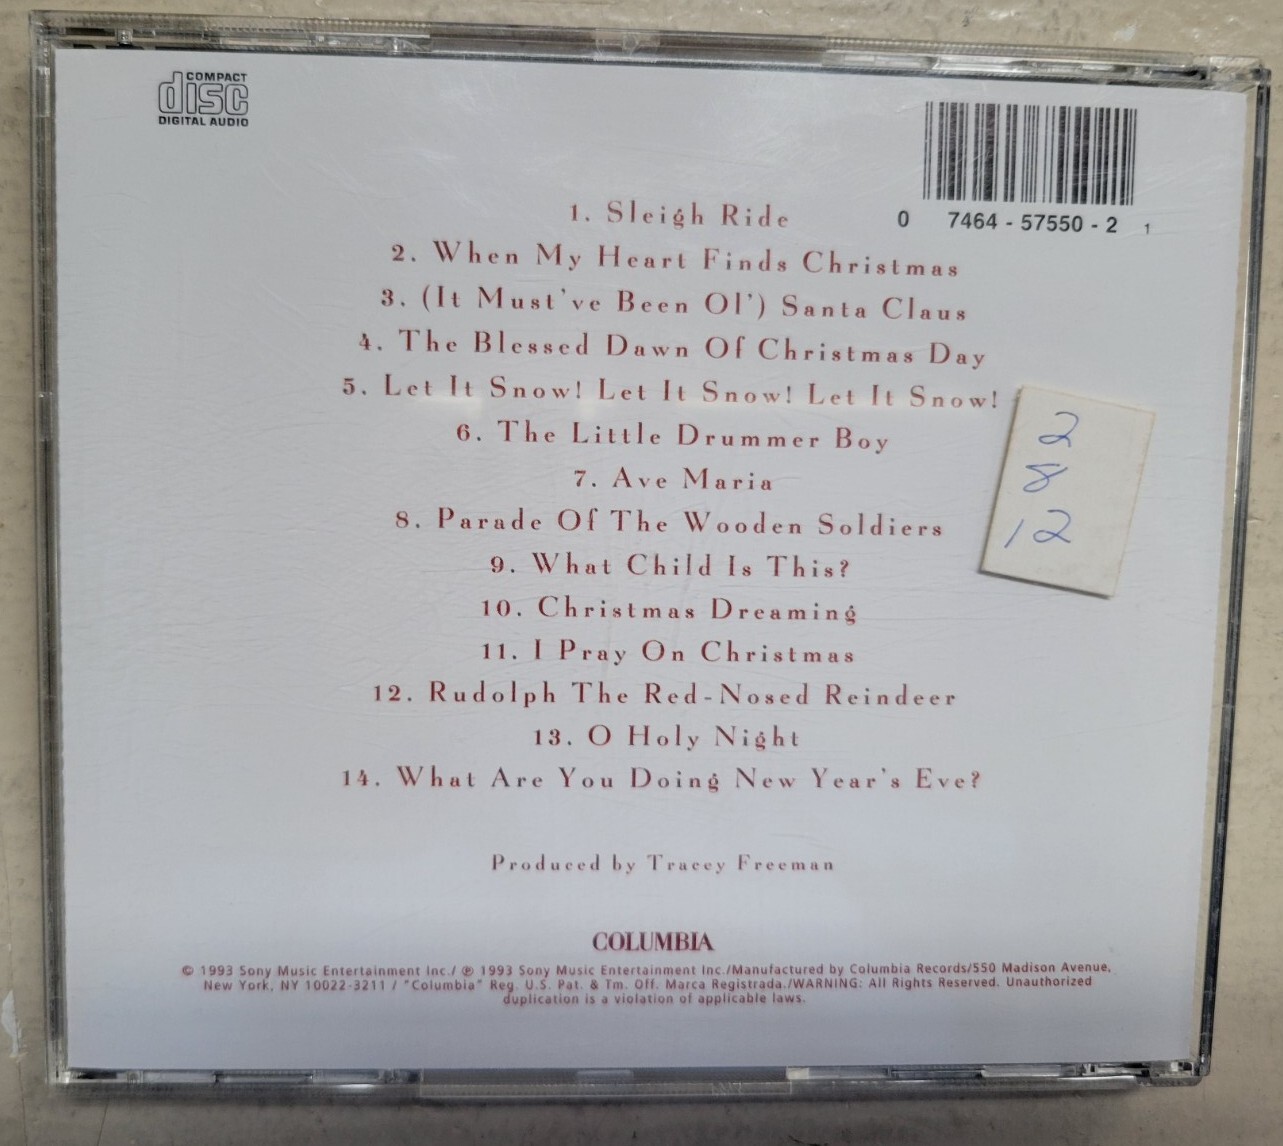 COMPACT
disc
DIGITAL AUDIO
0 7464 - 57550 - 2 1
1. Sleigh Ride
2. When My Heart Finds Christmas
3. (It Must've Been Ol') Santa Claus
4. The Blessed Dawn Of Christmas Day
5. Let It Snow! Let It Snow! Let It Snow!
6. The Little Drummer Boy
7. Ave Maria
8. Parade Of The Wooden Soldiers
9. What Child Is This?
10. Christmas Dreaming
11. I Pray On Christmas
12. Rudolph The Red-Nosed Reindeer
13. O Holy Night
14. What Are You Doing New Year's Eve?
2
8
12
Produced by Tracey Freeman
COLUMBIA
© 1993 Sony Music Entertainment Inc./ ℗ 1993 Sony Music Entertainment Inc./Manufactured by Columbia Records/550 Madison Avenue,
New York, NY 10022-3211 / "Columbia" Reg. U.S. Pat. & Tm. Off. Marca Registrada./WARNING: All Rights Reserved. Unauthorized
duplication is a violation of applicable laws.